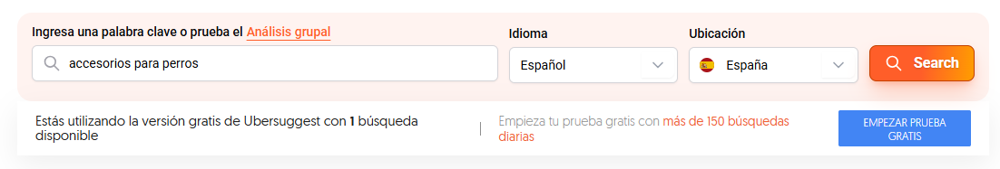 Ingresa una palabra clave o prueba el Análisis grupal
accesorios para perros
Idioma
Español
Ubicación
España
Search
Estás utilizando la versión gratis de Ubersuggest con 1 búsqueda
disponible
Empieza tu prueba gratis con más de 150 búsquedas
diarias
EMPEZAR PRUEBA
GRATIS